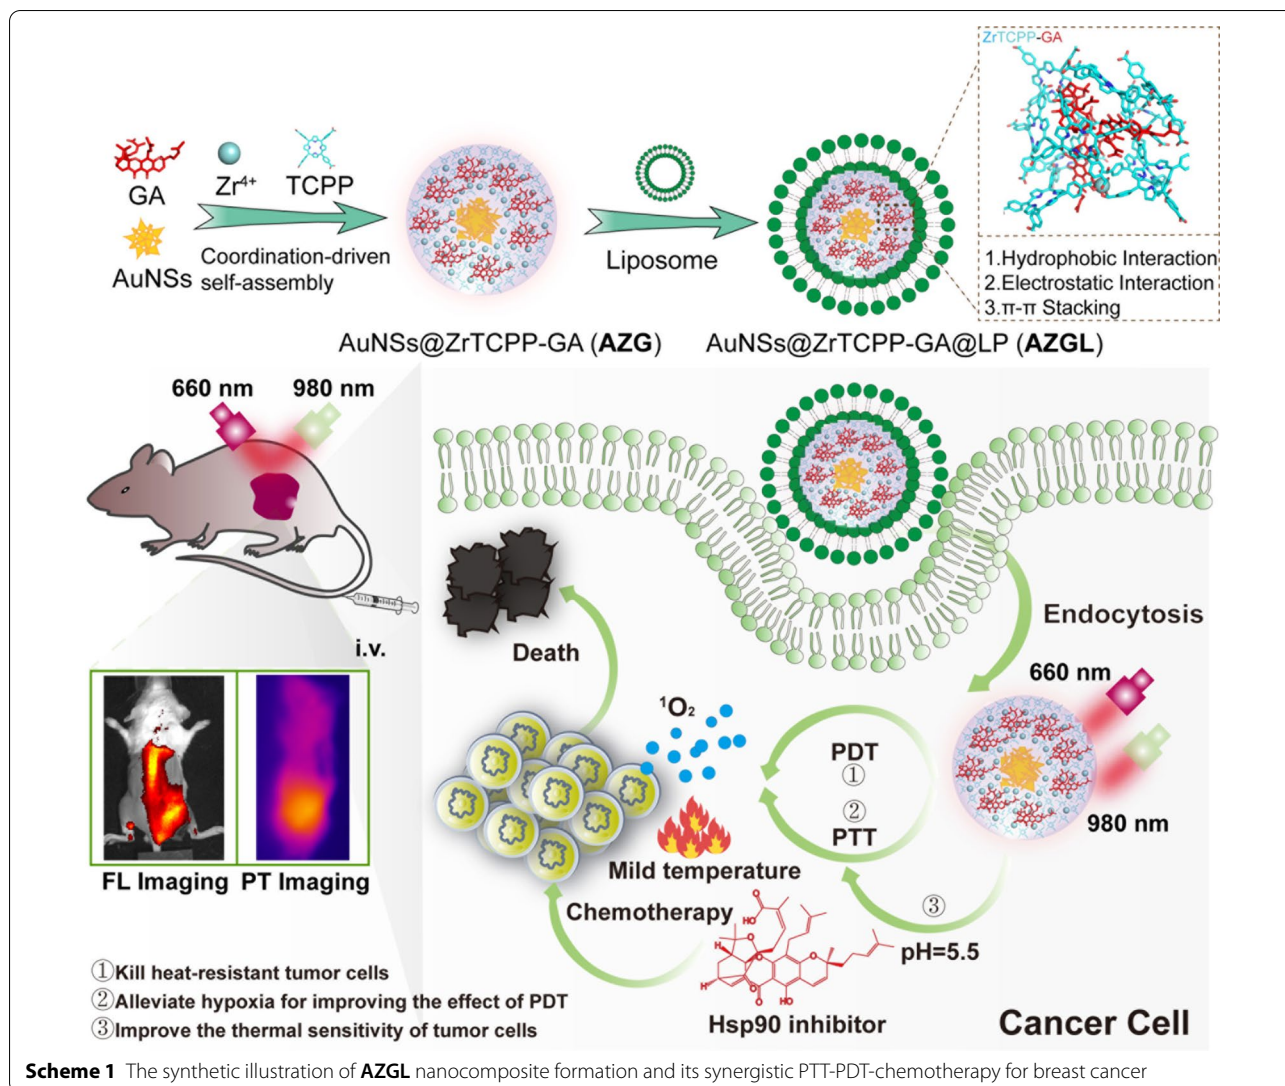 ZrTCPP-GA
GA
Zr⁴⁺
TCPP
AuNSs
Coordination-driven
self-assembly
Liposome
1.Hydrophobic Interaction
2.Electrostatic Interaction
3.π-π Stacking
AuNSs@ZrTCPP-GA (AZG)
AuNSs@ZrTCPP-GA@LP (AZGL)
660 nm
980 nm
i.v.
FL Imaging
PT Imaging
Endocytosis
660 nm
980 nm
Death
¹O₂
PDT
①
②
PTT
Mild temperature
③
pH=5.5
Chemotherapy
HO
O
O
O
H
O
O
H
O
OH
Hsp90 inhibitor
①Kill heat-resistant tumor cells
②Alleviate hypoxia for improving the effect of PDT
③Improve the thermal sensitivity of tumor cells
Cancer Cell
Scheme 1 The synthetic illustration of AZGL nanocomposite formation and its synergistic PTT-PDT-chemotherapy for breast cancer